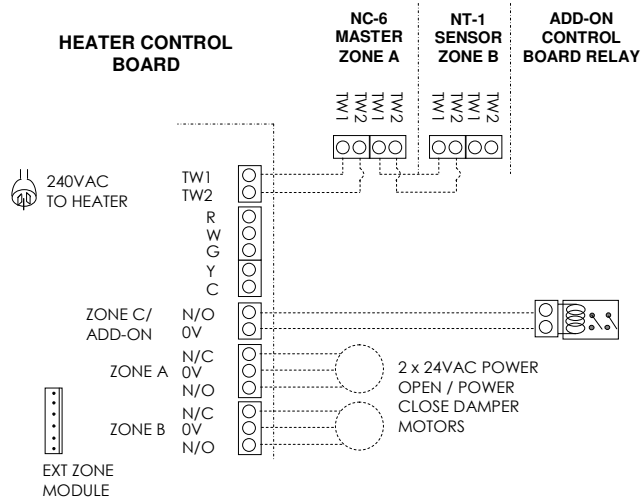 HEATER CONTROL
BOARD
NC-6
MASTER
ZONE A
NT-1
SENSOR
ZONE B
ADD-ON
CONTROL
BOARD RELAY
TW1
TW2
TW1
TW2
TW1
TW2
TW1
TW2
240VAC
TO HEATER
TW1
TW2
R
W
G
Y
C
ZONE C/
ADD-ON
N/O
0V
ZONE A
N/C
0V
N/O
ZONE B
N/C
0V
N/O
2 x 24VAC POWER
OPEN / POWER
CLOSE DAMPER
MOTORS
EXT ZONE
MODULE